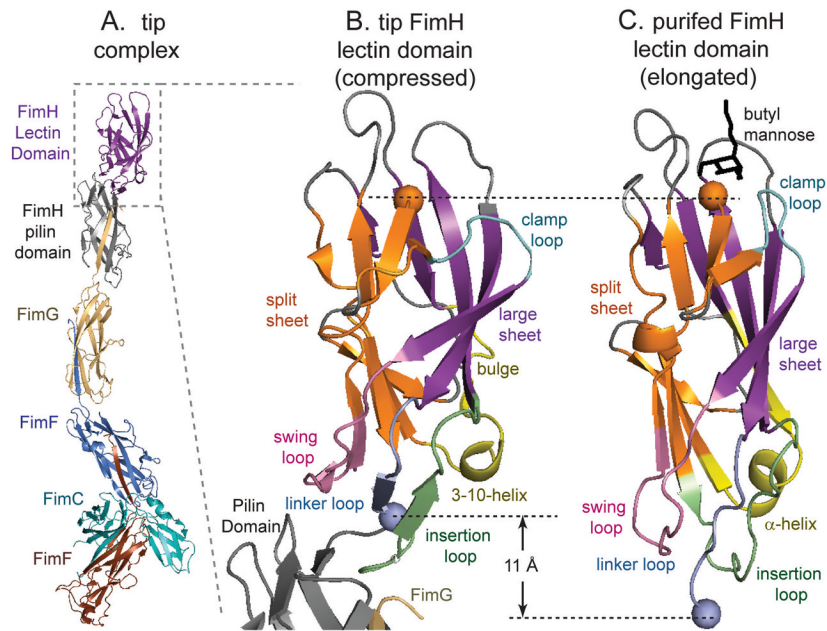 A. tip
complex
FimH
Lectin
Domain
FimH
pilin
domain
FimG
FimF
FimC
FimF
B. tip FimH
lectin domain
(compressed)
clamp
loop
split
sheet
large
sheet
bulge
swing
loop
3-10-helix
linker loop
Pilin
Domain
insertion
loop
FimG
11 Å
C. purifed FimH
lectin domain
(elongated)
butyl
mannose
clamp
loop
split
sheet
large
sheet
swing
loop
α-helix
linker loop
insertion
loop